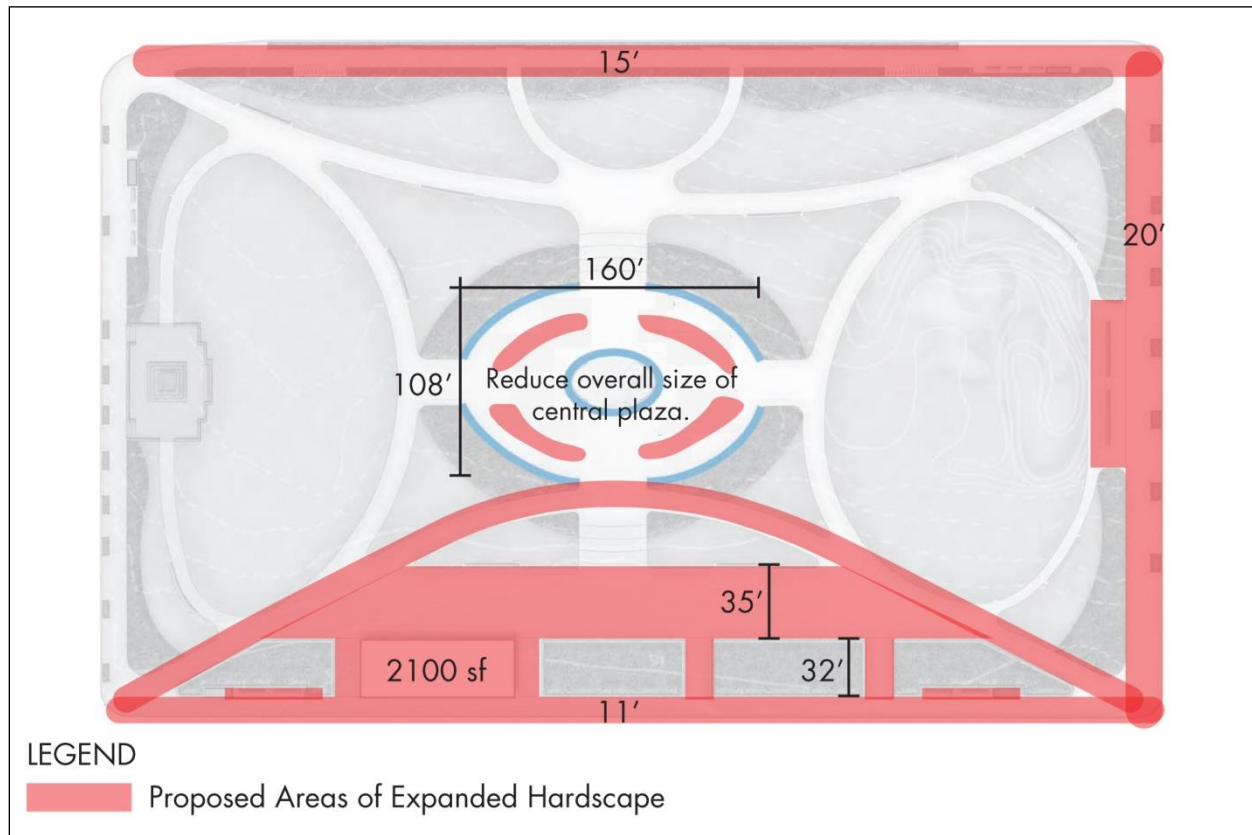 15’
20’
160’
108’
Reduce overall size of
central plaza.
35’
2100 sf
32’
11’
LEGEND
Proposed Areas of Expanded Hardscape